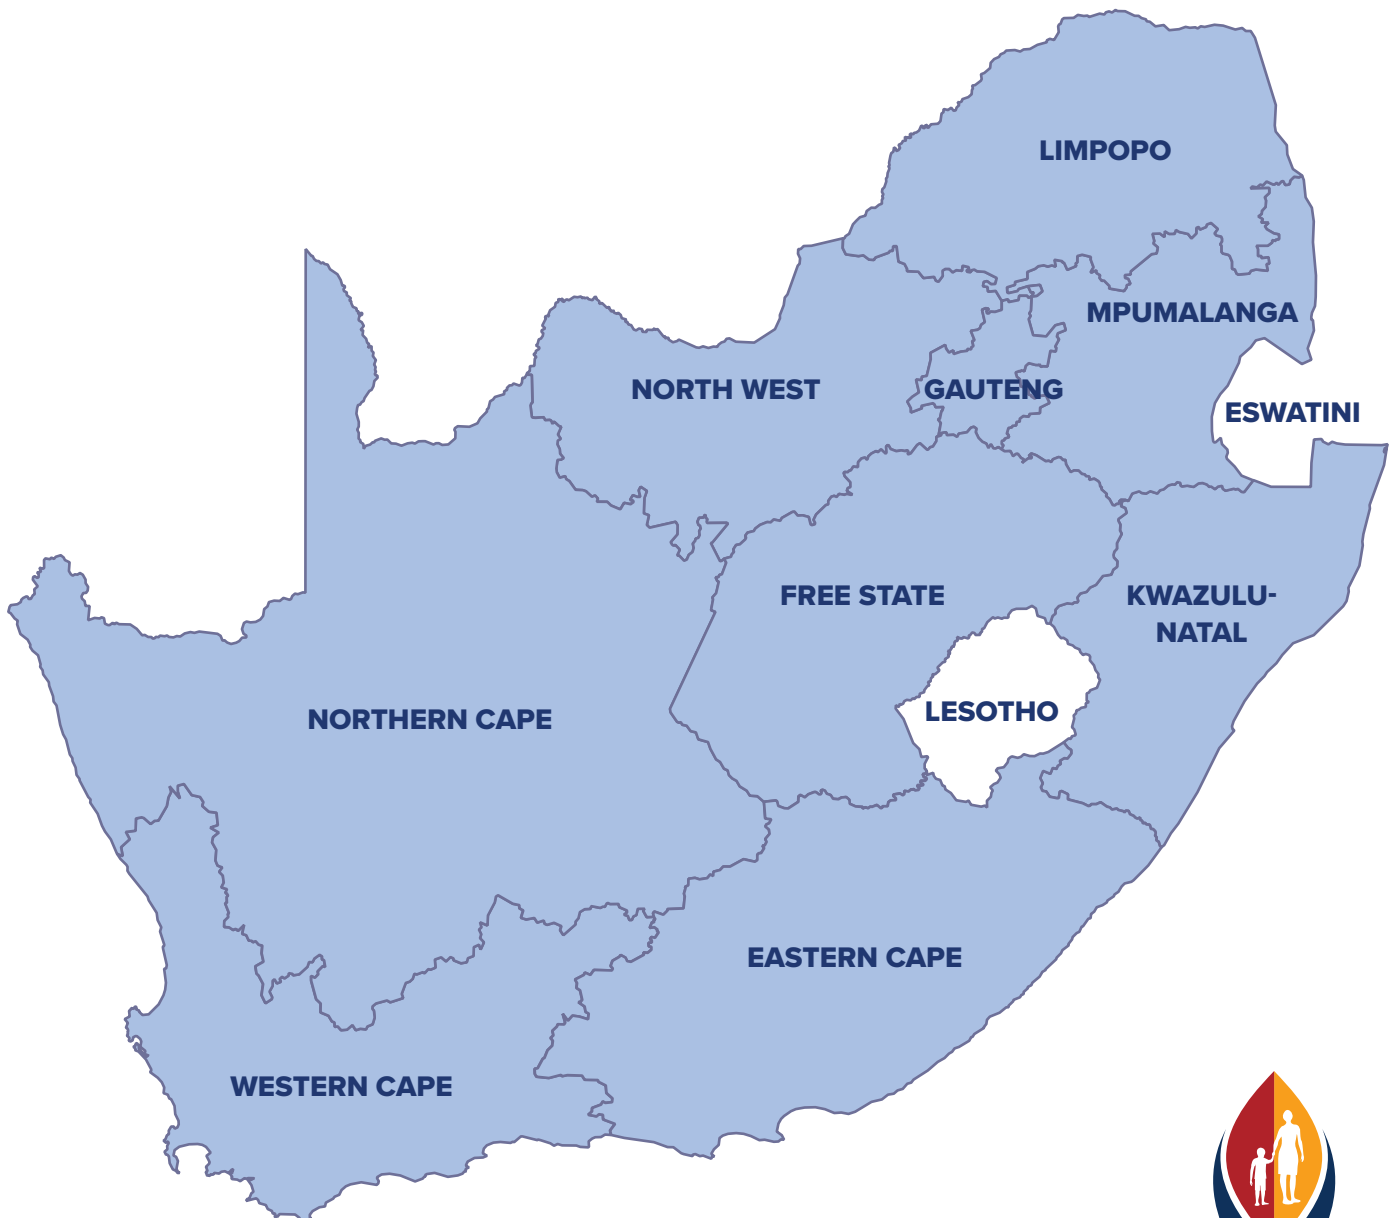 LIMPOPO
MPUMALANGA
NORTH WEST
GAUTENG
ESWATINI
FREE STATE
KWAZULU-
NATAL
LESOTHO
NORTHERN CAPE
EASTERN CAPE
WESTERN CAPE